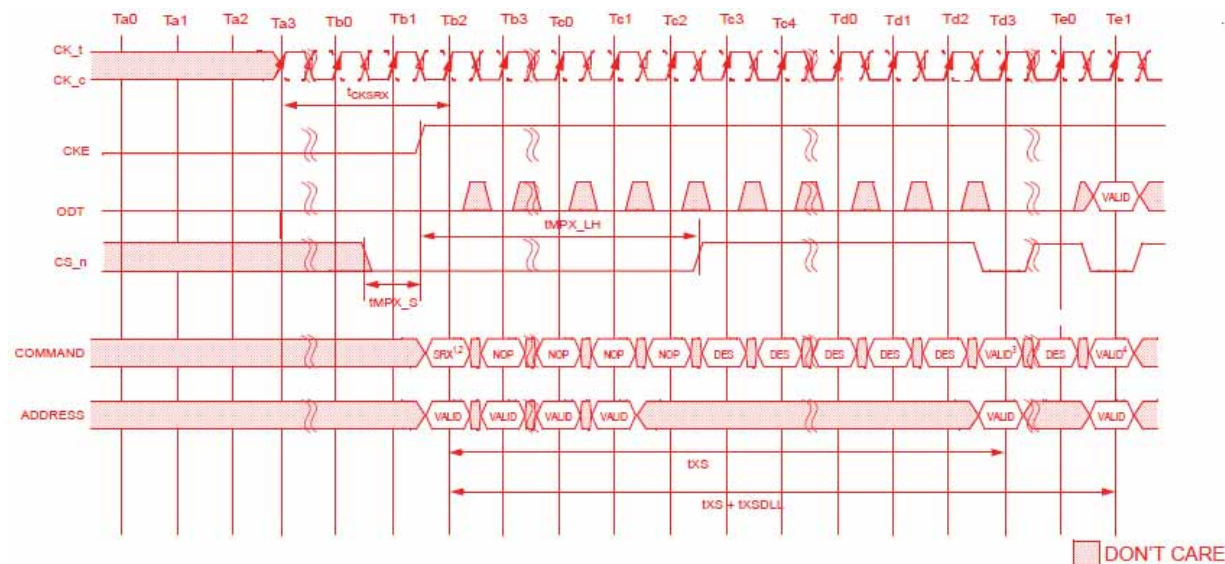 Ta0 Ta1 Ta2 Ta3 Tb0 Tb1 Tb2 Tb3 Tc0 Tc1 Tc2 Tc3 Tc4 Td0 Td1 Td2 Td3 Te0 Te1
CK_t
CK_c
tCKSRX
CKE
ODT
VALID
tMPX_LH
CS_n
tMPX_S
COMMAND SRX1,2 NOP NOP NOP NOP DES DES DES DES DES VALID3 DES VALID4
ADDRESS VALID VALID VALID VALID VALID VALID
tXS
tXS + tXSDLL
DON'T CARE